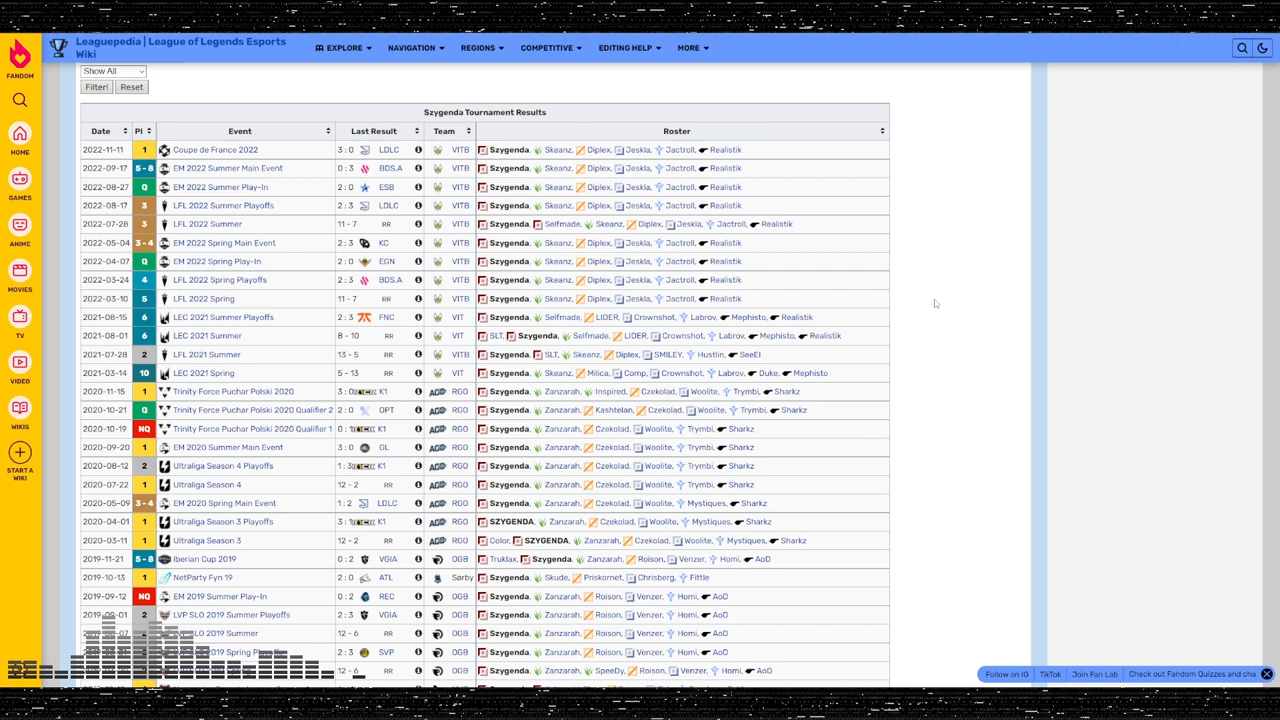 Leaguepedia | League of Legends Esports Wiki
EXPLORE NAVIGATION REGIONS COMPETITIVE EDITING HELP MORE
FANDOM
HOME
GAMES
ANIME
MOVIES
TV
VIDEO
WIKIS
START A WIKI
Show All
Filter! Reset
Szygenda Tournament Results
Date Pl Event Last Result Team Roster
2022-11-11 1 Coupe de France 2022 3 : 0 LDLC VITB Szygenda, Skeanz, Diplex, Jeskla, Jactroll, Realistik
2022-09-17 5 - 8 EM 2022 Summer Main Event 0 : 3 BDS.A VITB Szygenda, Skeanz, Diplex, Jeskla, Jactroll, Realistik
2022-08-27 Q EM 2022 Summer Play-In 2 : 0 ESB VITB Szygenda, Skeanz, Diplex, Jeskla, Jactroll, Realistik
2022-08-17 3 LFL 2022 Summer Playoffs 2 : 3 LDLC VITB Szygenda, Skeanz, Diplex, Jeskla, Jactroll, Realistik
2022-07-28 3 LFL 2022 Summer 11 - 7 RR VITB Szygenda, Selfmade, Skeanz, Diplex, Jeskla, Jactroll, Realistik
2022-05-04 3 - 4 EM 2022 Spring Main Event 2 : 3 KC VITB Szygenda, Skeanz, Diplex, Jeskla, Jactroll, Realistik
2022-04-07 Q EM 2022 Spring Play-In 2 : 0 EGN VITB Szygenda, Skeanz, Diplex, Jeskla, Jactroll, Realistik
2022-03-24 4 LFL 2022 Spring Playoffs 2 : 3 BDS.A VITB Szygenda, Skeanz, Diplex, Jeskla, Jactroll, Realistik
2022-03-10 5 LFL 2022 Spring 11 - 7 RR VITB Szygenda, Skeanz, Diplex, Jeskla, Jactroll, Realistik
2021-08-15 6 LEC 2021 Summer Playoffs 2 : 3 FNC VIT Szygenda, Selfmade, LIDER, Crownshot, Labrov, Mephisto, Realistik
2021-08-01 6 LEC 2021 Summer 8 - 10 RR VIT SLT, Szygenda, Selfmade, LIDER, Crownshot, Labrov, Mephisto, Realistik
2021-07-28 2 LFL 2021 Summer 13 - 5 RR VITB Szygenda, SLT, Skeanz, Diplex, SMILEY, Hustlin, SeeEl
2021-03-14 10 LEC 2021 Spring 5 - 13 RR VIT Szygenda, Skeanz, Milica, Comp, Crownshot, Labrov, Duke, Mephisto
2020-11-15 1 Trinity Force Puchar Polski 2020 3 : 0 K1 RGO Szygenda, Zanzarah, Inspired, Czekolad, Woolite, Trymbi, Sharkz
2020-10-21 Q Trinity Force Puchar Polski 2020 Qualifier 2 2 : 0 OPT RGO Szygenda, Zanzarah, Kashtelan, Czekolad, Woolite, Trymbi, Sharkz
2020-10-19 NQ Trinity Force Puchar Polski 2020 Qualifier 1 0 : K1 RGO Szygenda, Zanzarah, Czekolad, Woolite, Trymbi, Sharkz
2020-09-20 1 EM 2020 Summer Main Event 3 : 0 GL RGO Szygenda, Zanzarah, Czekolad, Woolite, Trymbi, Sharkz
2020-08-12 2 Ultraliga Season 4 Playoffs 1 : 3 K1 RGO Szygenda, Zanzarah, Czekolad, Woolite, Trymbi, Sharkz
2020-07-22 1 Ultraliga Season 4 12 - 2 RR RGO Szygenda, Zanzarah, Czekolad, Woolite, Trymbi, Sharkz
2020-05-09 3 - 4 EM 2020 Spring Main Event 1 : 2 LDLC RGO Szygenda, Zanzarah, Czekolad, Woolite, Mystiques, Sharkz
2020-04-01 1 Ultraliga Season 3 Playoffs 3 : 1 K1 RGO SZYGENDA, Zanzarah, Czekolad, Woolite, Mystiques, Sharkz
2020-03-11 1 Ultraliga Season 3 12 - 2 RR RGO Color, SZYGENDA, Zanzarah, Czekolad, Woolite, Mystiques, Sharkz
2019-11-21 5 - 8 Iberian Cup 2019 0 : 2 VGIA OGB Truklax, Szygenda, Zanzarah, Roison, Venzer, Homi, AoD
2019-10-13 1 NetParty Fyn 19 2 : 0 ATL Sørby Szygenda, Skude, Priskornet, Chrisberg, Fittle
2019-09-12 NQ EM 2019 Summer Play-In 0 : 2 REC OGB Szygenda, Zanzarah, Roison, Venzer, Homi, AoD
2019-09-01 2 LVP SLO 2019 Summer Playoffs 2 : 3 VGIA OGB Szygenda, Zanzarah, Roison, Venzer, Homi, AoD
SLO 2019 Summer 12 - 6 RR OGB Szygenda, Zanzarah, Roison, Venzer, Homi, AoD
2019 Spring 2 : 3 SVP OGB Szygenda, Zanzarah, Roison, Venzer, Homi, AoD
12 - 6 RR OGB Szygenda, Zanzarah, SpeeDy, Roison, Venzer, Homi, AoD
Follow on IG TikTok Join Fan Lab Check out Fandom Quizzes and cha